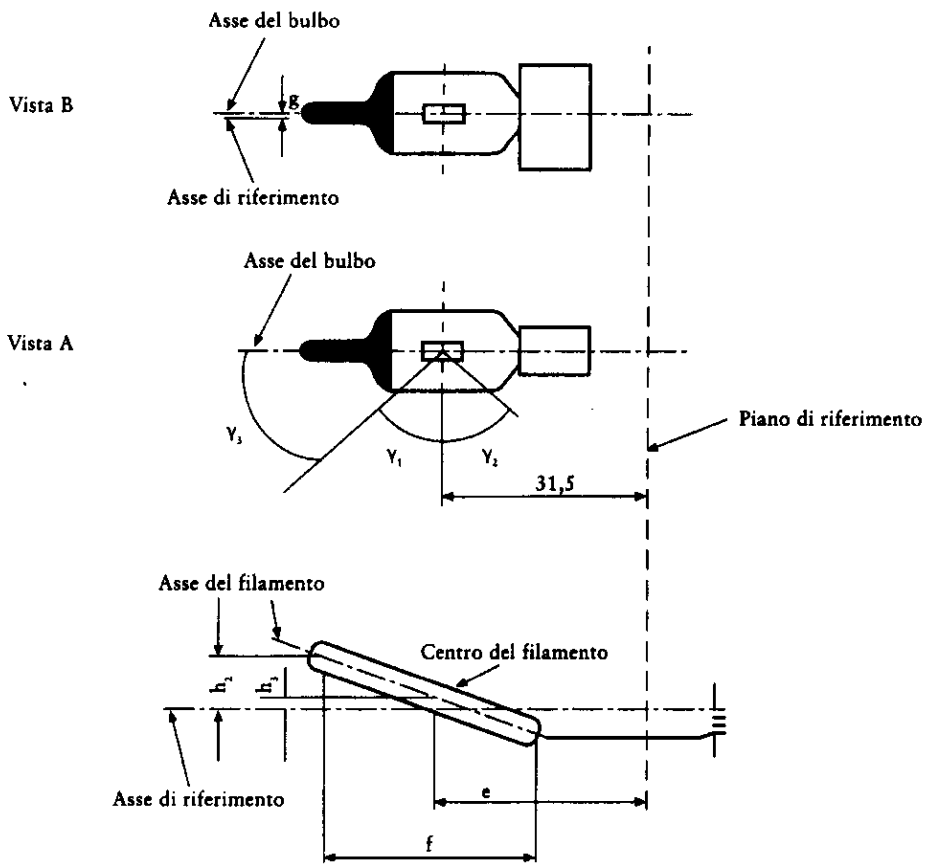 Asse del bulbo
Vista B
g
Asse di riferimento
Asse del bulbo
Vista A
Piano di riferimento
γ₃
γ₁
γ₂
31,5
Asse del filamento
Centro del filamento
h₂
h₃
Asse di riferimento
e
f